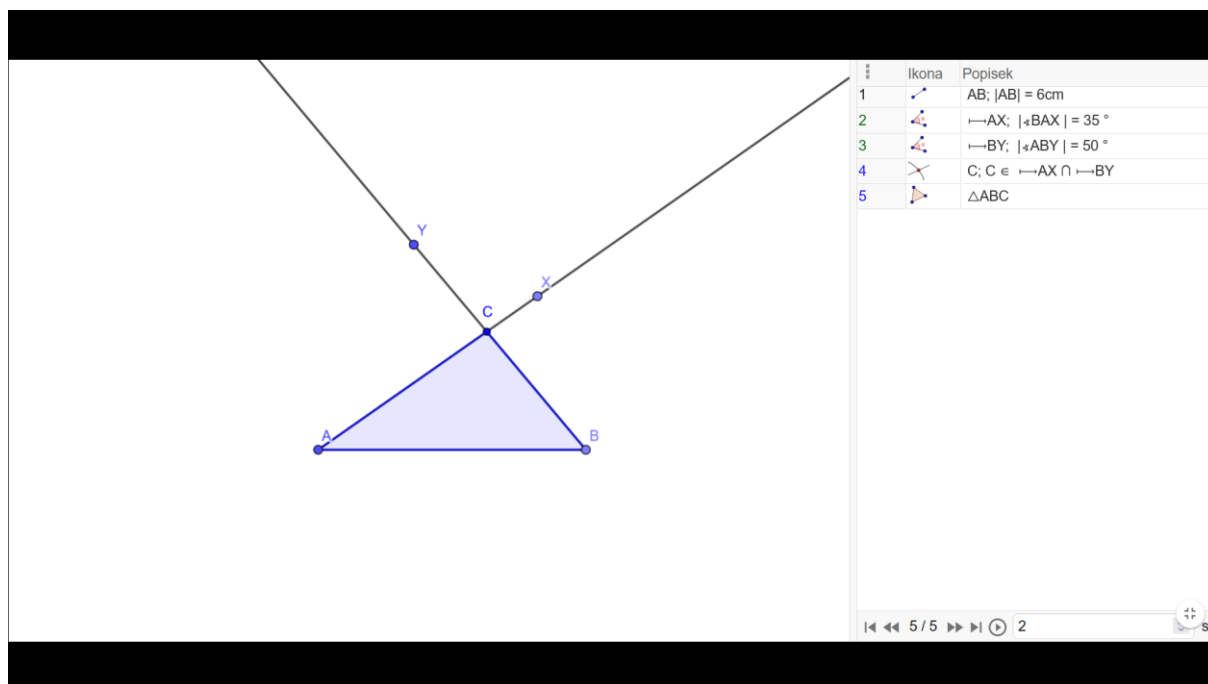 Ikona Popisek
1 AB; |AB| = 6cm
2 ↦AX; |∢BAX | = 35 °
3 ↦BY; |∢ABY | = 50 °
4 C; C ∈ ↦AX ∩ ↦BY
5 △ABC
Y
X
C
A
B
5 / 5
2
s